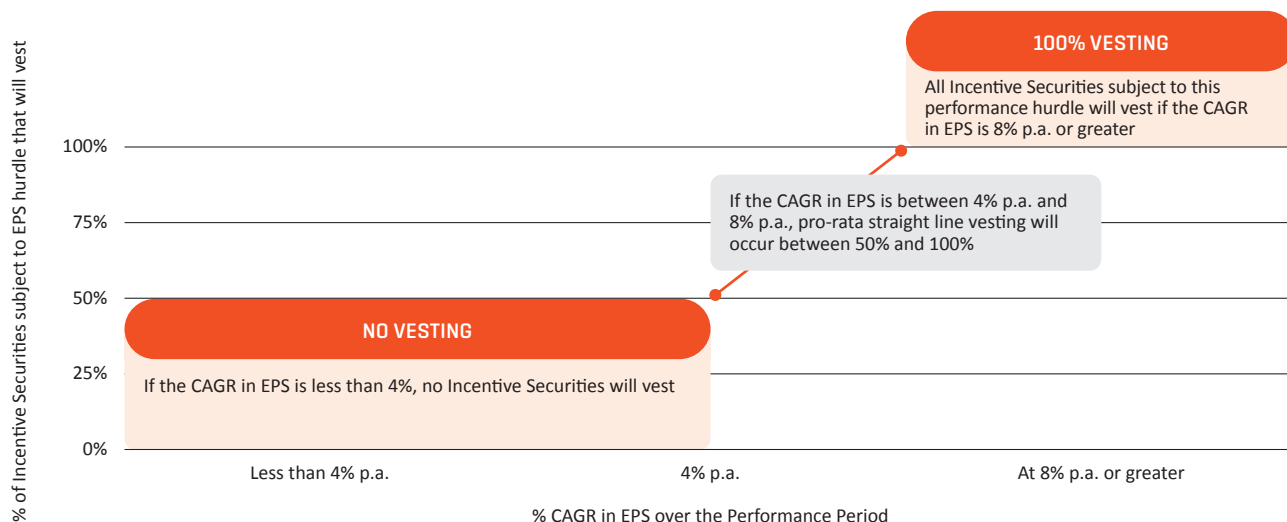 % of Incentive Securities subject to EPS hurdle that will vest
100% VESTING
All Incentive Securities subject to this
performance hurdle will vest if the CAGR
in EPS is 8% p.a. or greater
100%
If the CAGR in EPS is between 4% p.a. and
8% p.a., pro-rata straight line vesting will
occur between 50% and 100%
75%
50%
NO VESTING
25%
If the CAGR in EPS is less than 4%, no Incentive Securities will vest
0%
Less than 4% p.a.
4% p.a.
At 8% p.a. or greater
% CAGR in EPS over the Performance Period